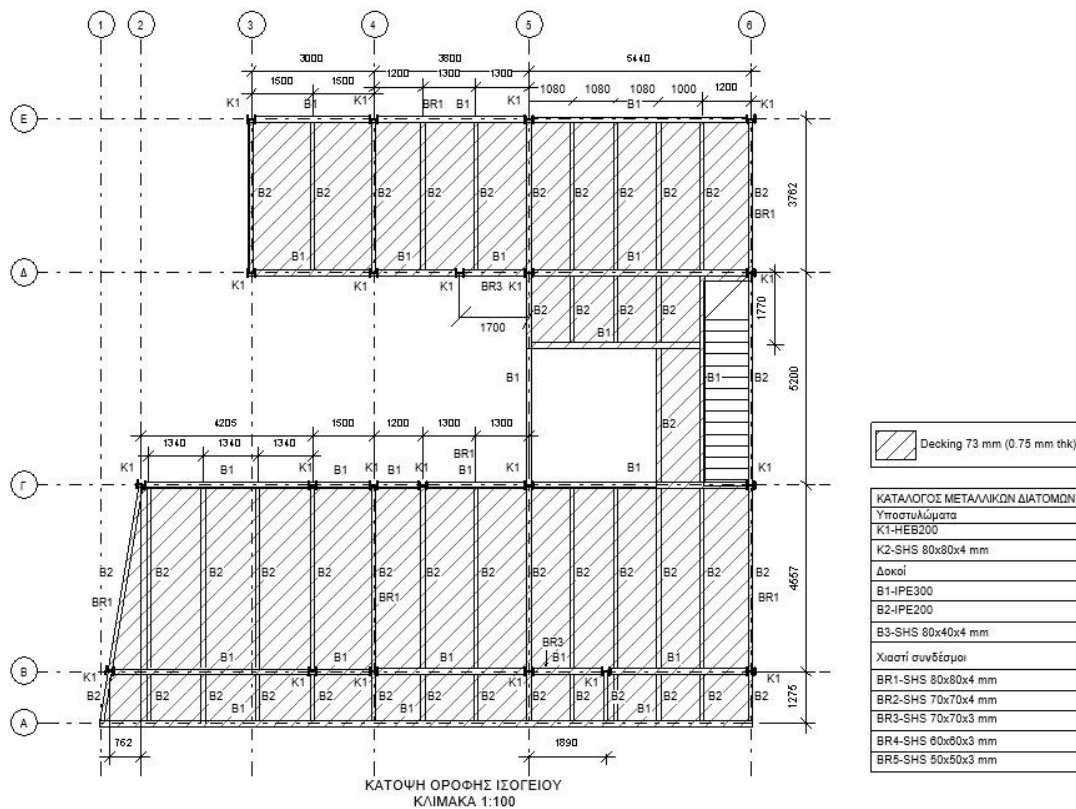 1 2 3 4 5 6
3000 3800 5440
1500 1500 1200 1300 1300 1080 1080 1080 1000 1200
K1 B1 K1 BR1 B1 K1 B1 K1
E
B2 B2 B2 B2 B2 B2 B2 B2 B2 B2 B2
BR1
3762
B1 B1 B1 B1
Δ
K1 K1 K1 BR3 K1 K1
1700
B2 B2 B2 B2
B1
1770
B1 B1 B2
5200
B2
4205 1500 1200 1300 1300
1340 1340 1340
BR1
K1 B1 K1 B1 K1 B1 K1 B1 K1 B1 K1
Γ
B2 B2 B2 B2 B2 B2 B2 B2 B2 B2 B2 B2 B2
BR1 BR1 BR1
4667
BR3
B1 B1 B1 B1 B1
B
K1 K1 K1 K1 K1 K1
B2 B2 B2 B2 B2 B2 B2 B2 B2 B2 B2 B2 B2 B2
B1 B1 B1
1275
A
762 1890
ΚΑΤΟΨΗ ΟΡΟΦΗΣ ΙΣΟΓΕΙΟΥ
ΚΛΙΜΑΚΑ 1:100
Decking 73 mm (0.75 mm thk)
ΚΑΤΑΛΟΓΟΣ ΜΕΤΑΛΛΙΚΩΝ ΔΙΑΤΟΜΩΝ
Υποστυλώματα
K1-HEB200
K2-SHS 80x80x4 mm
Δοκοί
B1-IPE300
B2-IPE200
B3-SHS 80x40x4 mm
Χιαστί συνδέσμοι
BR1-SHS 80x80x4 mm
BR2-SHS 70x70x4 mm
BR3-SHS 70x70x3 mm
BR4-SHS 60x60x3 mm
BR5-SHS 50x50x3 mm